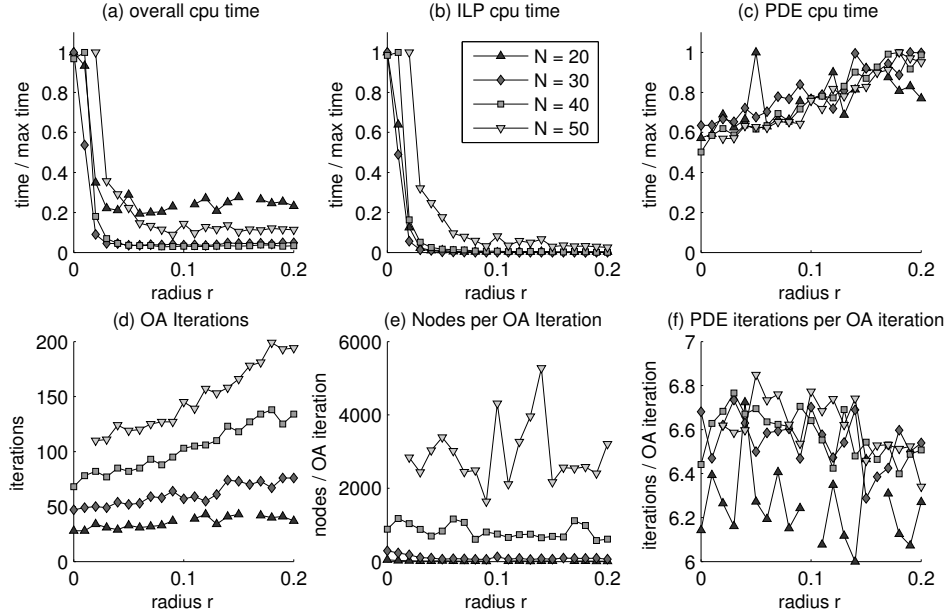 (a) overall cpu time
time / max time
1
0.8
0.6
0.4
0.2
0
0
0.1
0.2
radius r
(b) ILP cpu time
time / max time
1
0.8
0.6
0.4
0.2
0
0
0.1
0.2
radius r
N = 20
N = 30
N = 40
N = 50
(c) PDE cpu time
time / max time
1
0.8
0.6
0.4
0.2
0
0
0.1
0.2
radius r
(d) OA Iterations
iterations
200
150
100
50
0
0
0.1
0.2
radius r
(e) Nodes per OA Iteration
nodes / OA iteration
6000
4000
2000
0
0
0.1
0.2
radius r
(f) PDE iterations per OA iteration
iterations / OA iteration
7
6.8
6.6
6.4
6.2
6
0
0.1
0.2
radius r